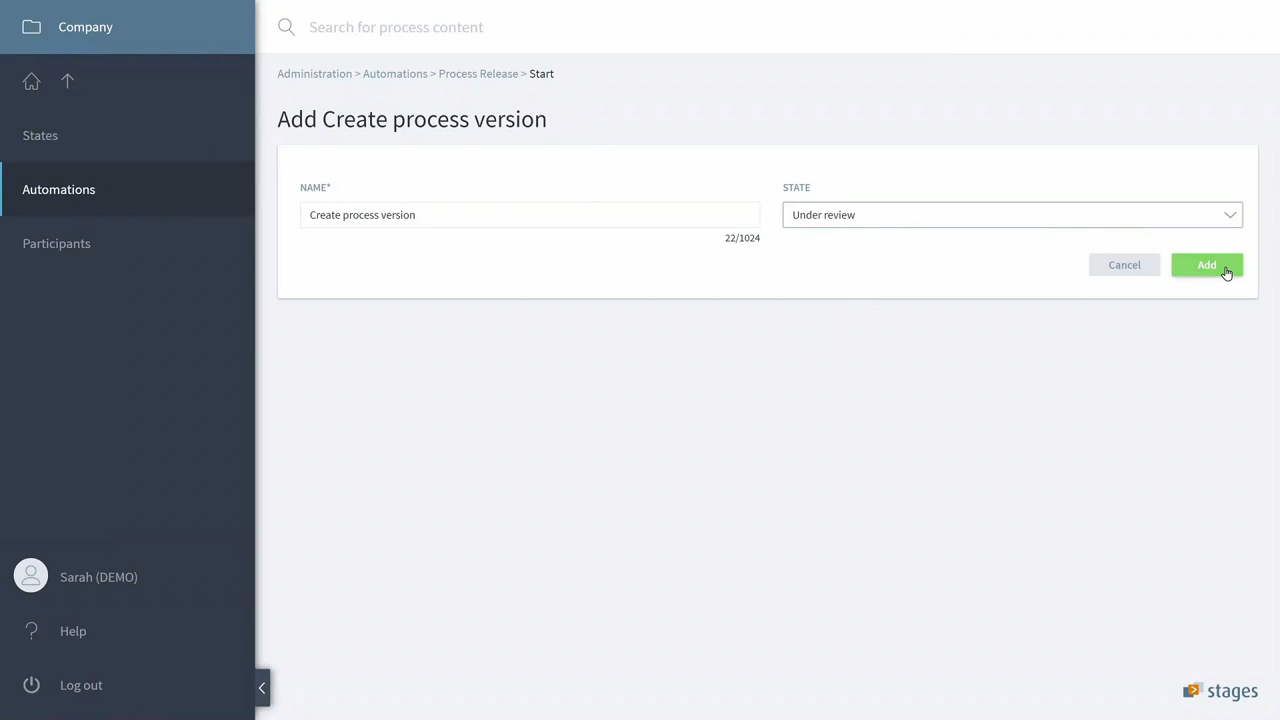 Company
Search for process content
Administration > Automations > Process Release > Start
States
Automations
Participants
Add Create process version
NAME*
STATE
Create process version
Under review
22/1024
Cancel
Add
Sarah (DEMO)
Help
Log out
stages